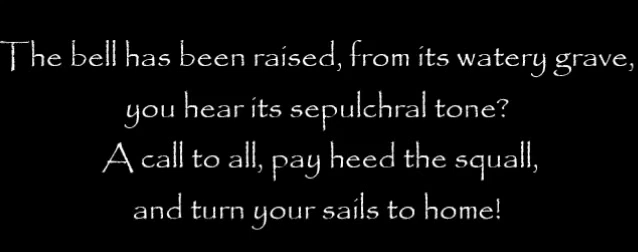 The bell has been raised, from its watery grave,
you hear its sepulchral tone?
A call to all, pay heed the squall,
and turn your sails to home!